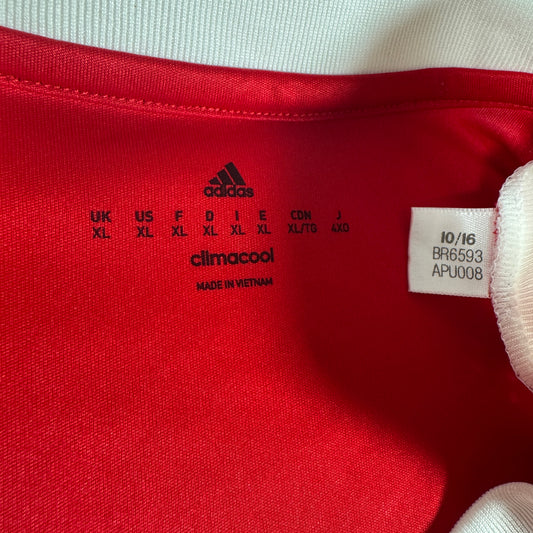 adidas
UK US F D I E CDN J
XL XL XL XL XL XL XL/TG 4XO
climacool
MADE IN VIETNAM
10/16
BR6593
APU008